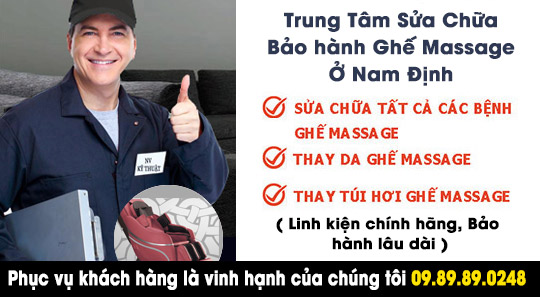 Trung Tâm Sửa Chữa
Bảo hành Ghế Massage
Ở Nam Định
SỬA CHỮA TẤT CẢ CÁC BỆNH
GHẾ MASSAGE
THAY DA GHẾ MASSAGE
THAY TÚI HƠI GHẾ MASSAGE
( Linh kiện chính hãng, Bảo
hành lâu dài )
NV
KỸ THUẬT
Phục vụ khách hàng là vinh hạnh của chúng tôi 09.89.89.0248